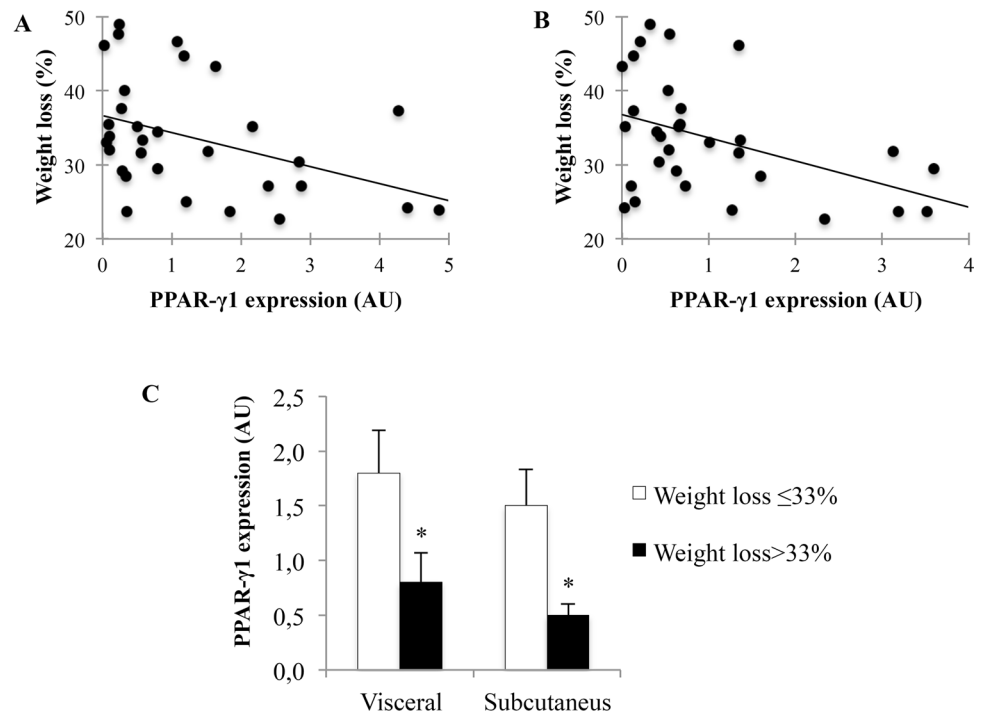 A
Weight loss (%)
50
40
30
20
0 1 2 3 4 5
PPAR-γ1 expression (AU)
B
Weight loss (%)
50
40
30
20
0 1 2 3 4
PPAR-γ1 expression (AU)
C
PPAR-γ1 expression (AU)
2,5
2,0
1,5
1,0
0,5
0,0
*
*
Visceral Subcutaneus
Weight loss ≤33%
Weight loss>33%